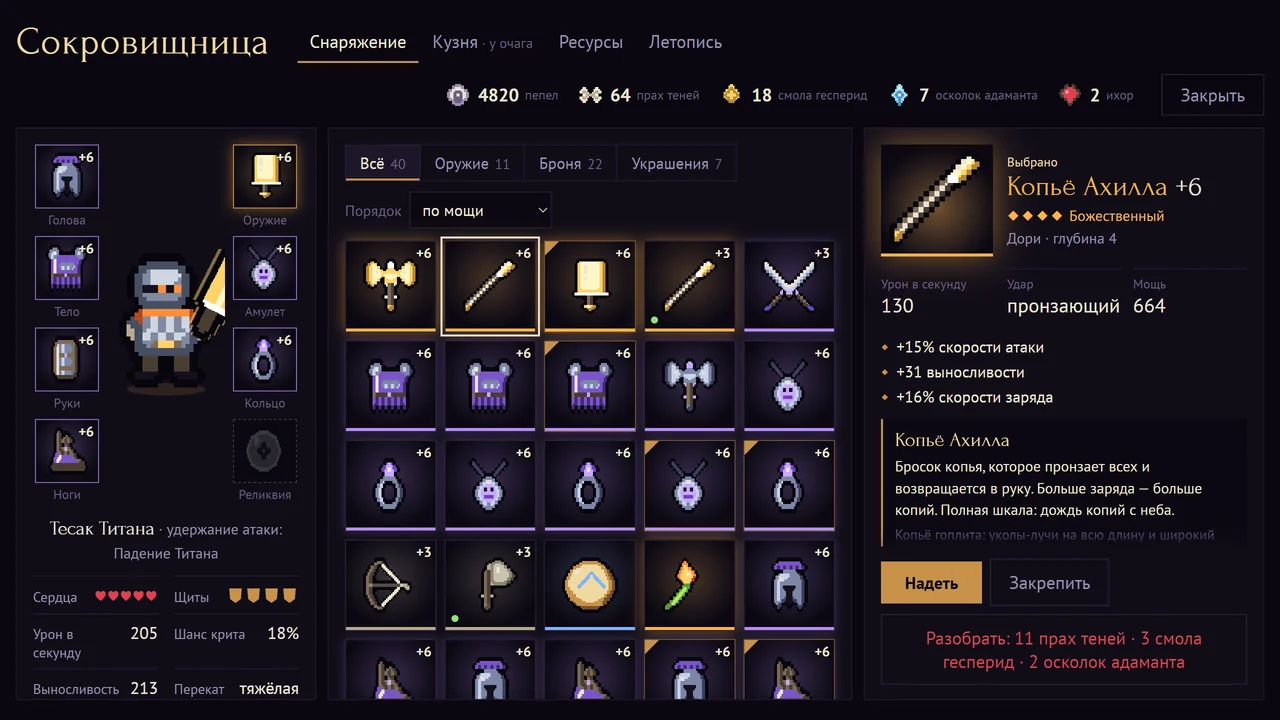 Сокровищница
Снаряжение
Кузня · у очага
Ресурсы
Летопись
4820 пепел
64 прах теней
18 смола гесперид
7 осколок адаманта
2 ихор
Закрыть
+6
Голова
+6
Оружие
+6
Тело
+6
Амулет
+6
Руки
+6
Кольцо
+6
Ноги
Реликвия
Тесак Титана · удержание атаки:
Падение Титана
Сердца
Щиты
Урон в секунду 205
Шанс крита 18%
Выносливость 213
Перекат тяжёлая
Всё 40
Оружие 11
Броня 22
Украшения 7
Порядок
по мощи
+6 +6 +6 +3 +3
+6 +6 +6 +6 +6
+6 +6 +6 +6 +6
+3 +3 +6
+6 +6 +6 +6 +6
Выбрано
Копьё Ахилла +6
Божественный
Дори · глубина 4
Урон в секунду
130
Удар
пронзающий
Мощь
664
+15% скорости атаки
+31 выносливости
+16% скорости заряда
Копьё Ахилла
Бросок копья, которое пронзает всех и
возвращается в руку. Больше заряда — больше
копий. Полная шкала: дождь копий с неба.
Копьё гоплита: уколы-лучи на всю длину и широкий
Надеть
Закрепить
Разобрать: 11 прах теней · 3 смола
гесперид · 2 осколок адаманта